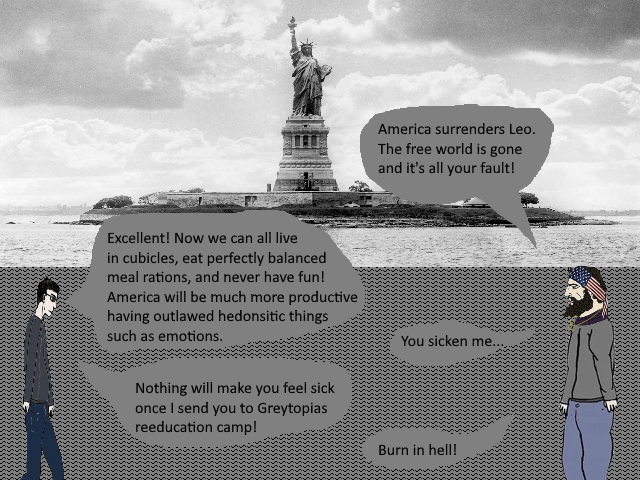 America surrenders Leo.
The free world is gone
and it's all your fault!
Excellent! Now we can all live
in cubicles, eat perfectly balanced
meal rations, and never have fun!
America will be much more productive
having outlawed hedonsitic things
such as emotions.
You sicken me...
Nothing will make you feel sick
once I send you to Greytopias
reeducation camp!
Burn in hell!